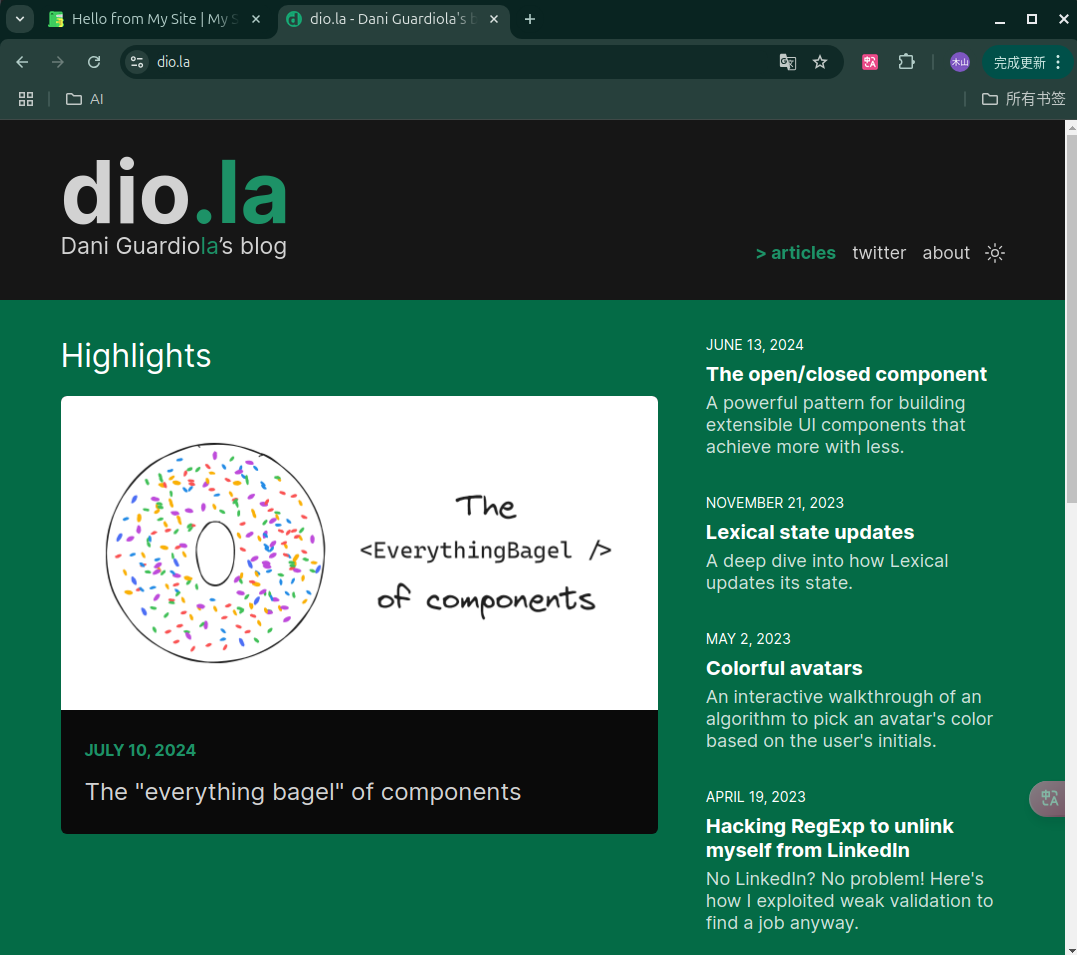 Hello from My Site | My S
dio.la - Dani Guardiola's b
dio.la
木山
完成更新
AI
所有书签
dio.la
Dani Guardiola’s blog
> articles twitter about
Highlights
The
<EverythingBagel />
of components
JULY 10, 2024
The "everything bagel" of components
JUNE 13, 2024
The open/closed component
A powerful pattern for building
extensible UI components that
achieve more with less.
NOVEMBER 21, 2023
Lexical state updates
A deep dive into how Lexical
updates its state.
MAY 2, 2023
Colorful avatars
An interactive walkthrough of an
algorithm to pick an avatar's color
based on the user's initials.
APRIL 19, 2023
Hacking RegExp to unlink
myself from LinkedIn
No LinkedIn? No problem! Here's
how I exploited weak validation to
find a job anyway.